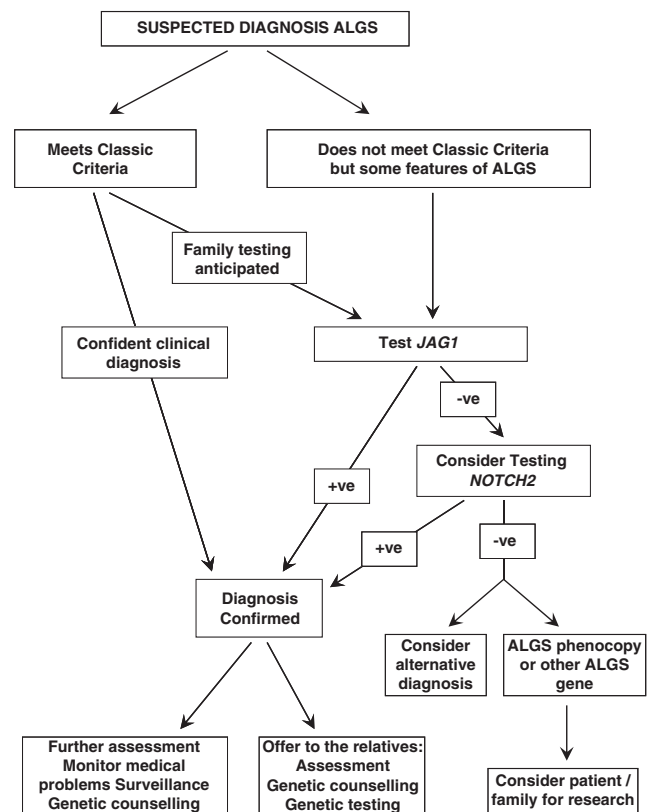 SUSPECTED DIAGNOSIS ALGS
Meets Classic
Criteria
Does not meet Classic Criteria
but some features of ALGS
Family testing
anticipated
Confident clinical
diagnosis
Test JAG1
-ve
Consider Testing
NOTCH2
+ve
+ve
-ve
Diagnosis
Confirmed
Consider
alternative
diagnosis
ALGS phenocopy
or other ALGS
gene
Further assessment
Monitor medical
problems Surveillance
Genetic counselling
Offer to the relatives:
Assessment
Genetic counselling
Genetic testing
Consider patient /
family for research